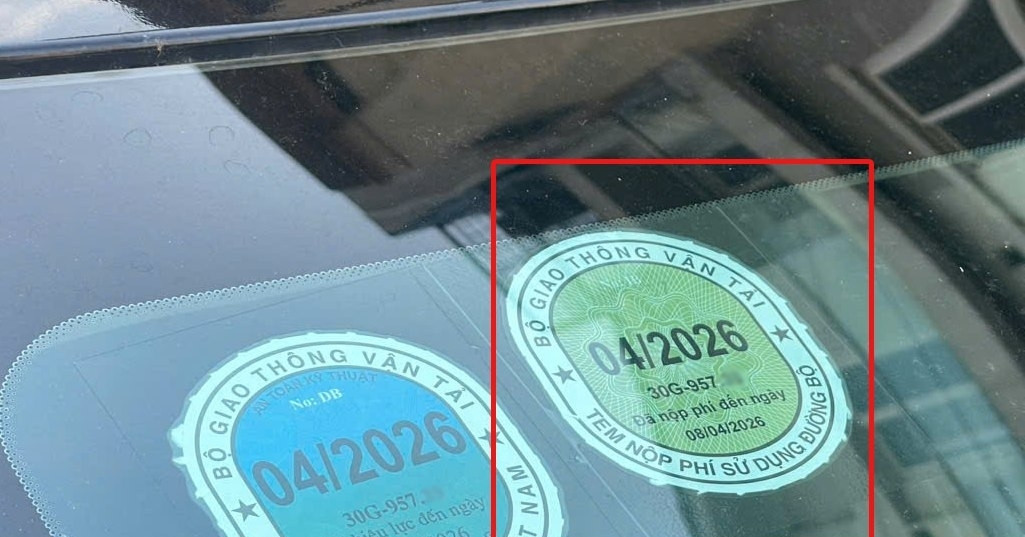 BỘ GIAO THÔNG VẬN TẢI
04/2026
30G-957.
Đã nộp phí đến ngày
08/04/2026
TEM NỘP PHÍ SỬ DỤNG ĐƯỜNG BỘ
BỘ GIAO THÔNG VẬN TẢI
AN TOÀN KỸ THUẬT
No: DB
04/2026
30G-957.
hiệu lực đến ngày
2026
T NAM